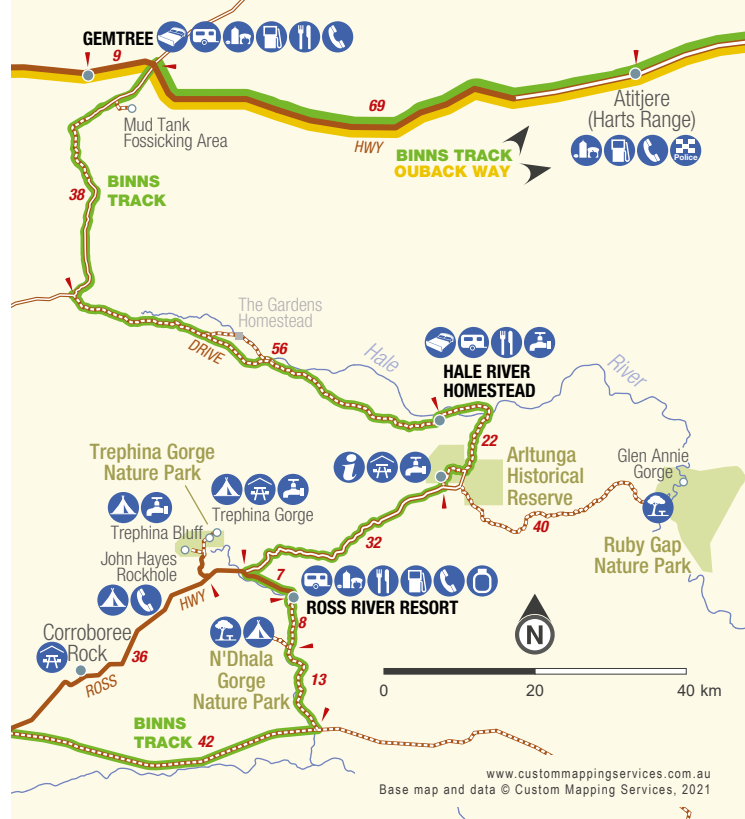 GEMTREE
9
69
HWY
Atitjere
(Harts Range)
Police
Mud Tank
Fossicking Area
BINNS TRACK
OUBACK WAY
38
BINNS
TRACK
The Gardens
Homestead
DRIVE
56
Hale
River
HALE RIVER
HOMESTEAD
22
Trephina Gorge
Nature Park
Arltunga
Historical
Reserve
Glen Annie
Gorge
i
Trephina Gorge
Trephina Bluff
40
32
Ruby Gap
Nature Park
John Hayes
Rockhole
7
HWY
ROSS RIVER RESORT
8
Corroboree
Rock
36
ROSS
N'Dhala
Gorge
Nature Park
13
N
0
20
40 km
BINNS
TRACK
42
www.custommappingservices.com.au
Base map and data © Custom Mapping Services, 2021